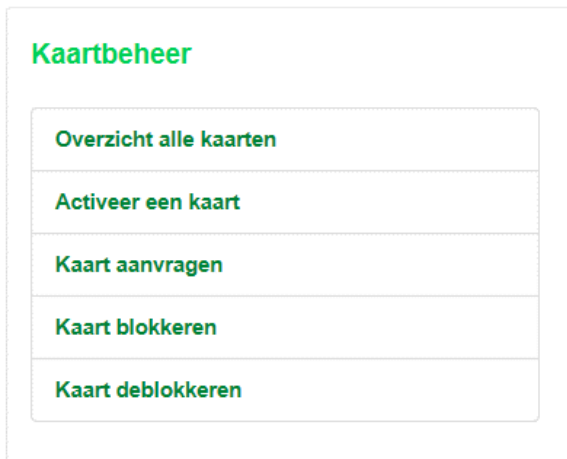 Kaartbeheer
Overzicht alle kaarten
Activeer een kaart
Kaart aanvragen
Kaart blokkeren
Kaart deblokkeren